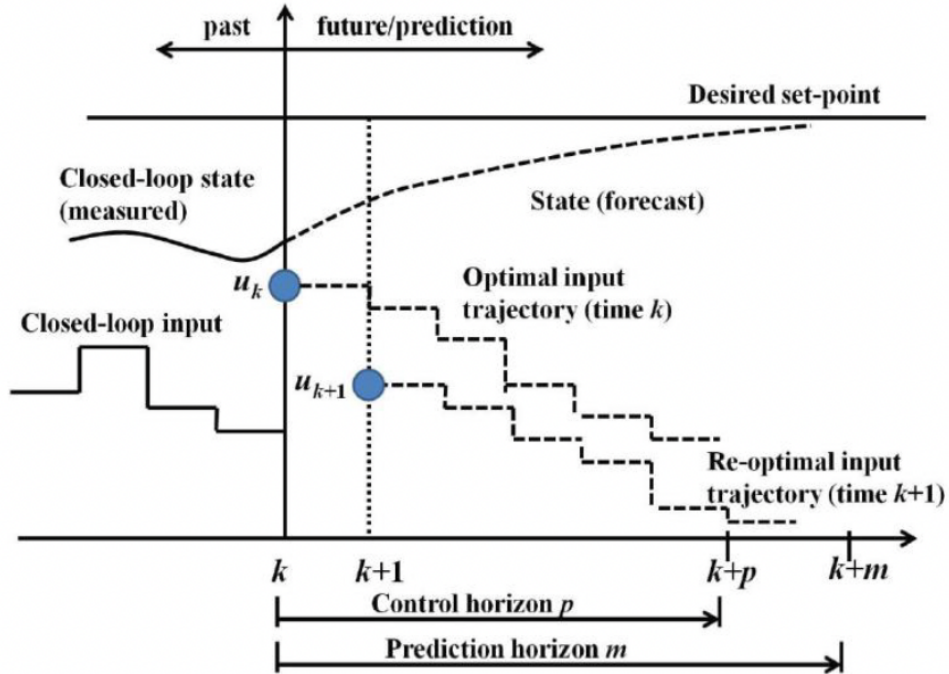 past
future/prediction
Desired set-point
Closed-loop state
(measured)
State (forecast)
u_k
Optimal input
trajectory (time k)
Closed-loop input
u_{k+1}
Re-optimal input
trajectory (time k+1)
k
k+1
k+p
k+m
Control horizon p
Prediction horizon m